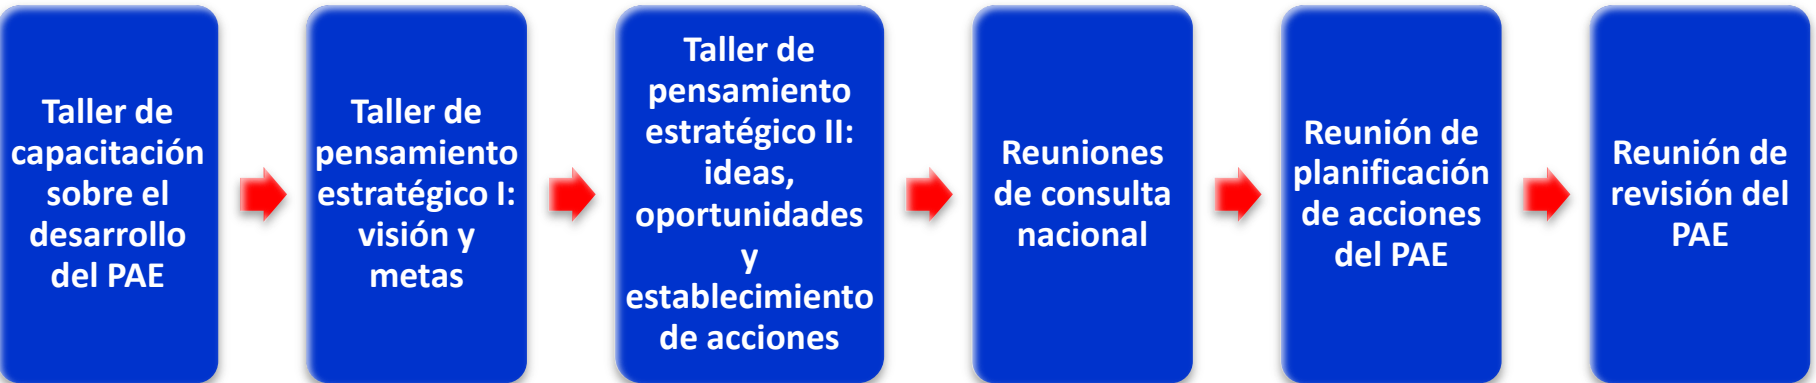 Taller de
capacitación
sobre el
desarrollo
del PAE
Taller de
pensamiento
estratégico I:
visión y
metas
Taller de
pensamiento
estratégico II:
ideas,
oportunidades
y
establecimiento
de acciones
Reuniones
de consulta
nacional
Reunión de
planificación
de acciones
del PAE
Reunión de
revisión del
PAE